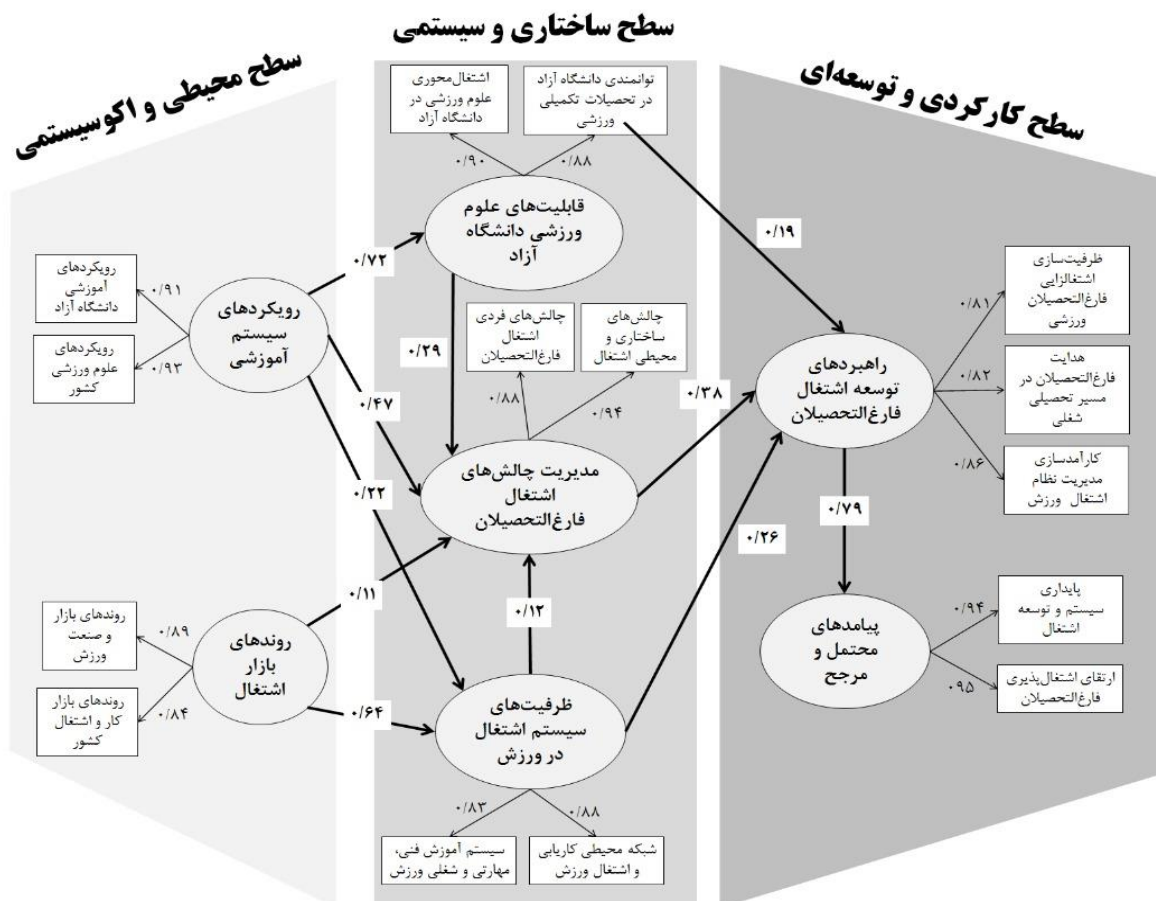 سطح محیطی و اکوسیستمی
سطح ساختاری و سیستمی
سطح کارکردی و توسعه‌ای
اشتغال‌محوری
علوم ورزشی در
دانشگاه آزاد
توانمندی دانشگاه آزاد
در تحصیلات تکمیلی
ورزشی
۰/۹۰
۰/۸۸
قابلیت‌های علوم
ورزشی دانشگاه
آزاد
۰/۷۲
۰/۱۹
رویکردهای
آموزشی
دانشگاه آزاد
۰/۹۱
رویکردهای
علوم ورزشی
کشور
۰/۹۳
رویکردهای
سیستم
آموزشی
۰/۲۹
۰/۴۷
۰/۲۲
چالش‌های فردی
اشتغال
فارغ‌التحصیلان
چالش‌های
ساختاری و
محیطی اشتغال
۰/۸۸
۰/۹۴
مدیریت چالش‌های
اشتغال
فارغ‌التحصیلان
۰/۳۸
راهبردهای
توسعه اشتغال
فارغ‌التحصیلان
ظرفیت‌سازی
اشتغالزایی
فارغ‌التحصیلان
ورزشی
۰/۸۱
هدایت
فارغ‌التحصیلان در
مسیر تحصیلی
شغلی
۰/۸۲
کارآمدسازی
مدیریت نظام
اشتغال ورزش
۰/۸۶
۰/۷۹
۰/۲۶
۰/۱۱
۰/۱۲
روندهای بازار
و صنعت
ورزش
۰/۸۹
روندهای بازار
کار و اشتغال
کشور
۰/۸۴
روندهای
بازار
اشتغال
۰/۶۴
ظرفیت‌های
سیستم اشتغال
در ورزش
پیامدهای
محتمل و
مرجح
پایداری
سیستم و توسعه
اشتغال
۰/۹۴
ارتقای اشتغال‌پذیری
فارغ‌التحصیلان
۰۹۵
۰/۸۳
۰/۸۸
سیستم آموزش فنی،
مهارتی و شغلی ورزش
شبکه محیطی کاریابی
و اشتغال ورزش